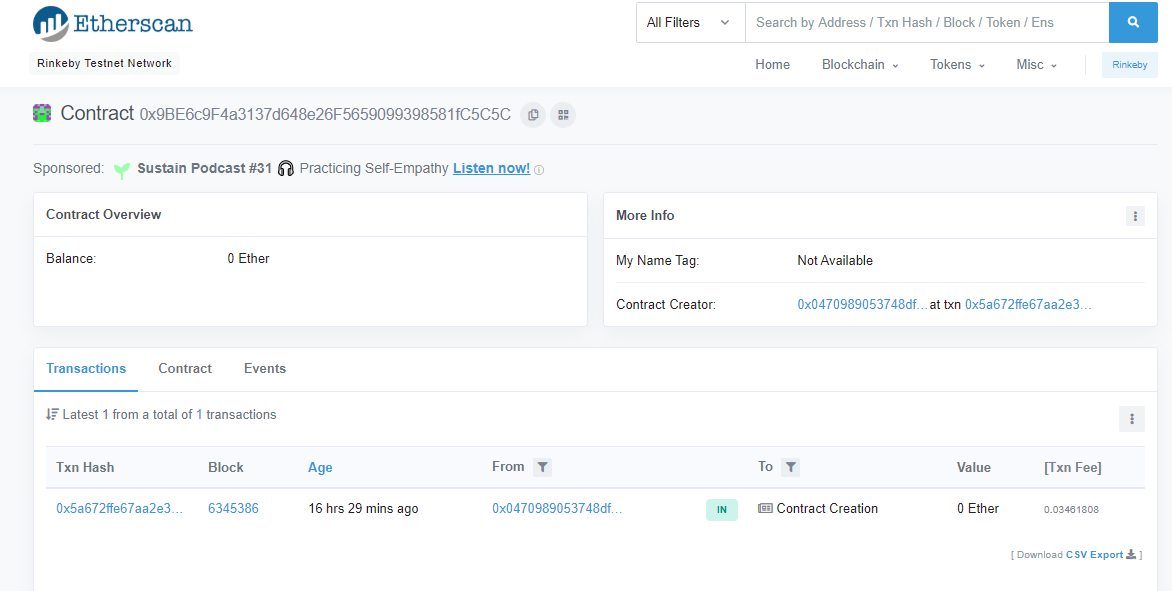 Etherscan
All Filters
Search by Address / Txn Hash / Block / Token / Ens
Rinkeby Testnet Network
Home Blockchain Tokens Misc Rinkeby
Contract 0x9BE6c9F4a3137d648e26F5659099398581fC5C5C
Sponsored: Sustain Podcast #31 Practicing Self-Empathy Listen now!
Contract Overview
Balance: 0 Ether
More Info
My Name Tag: Not Available
Contract Creator: 0x0470989053748df... at txn 0x5a672ffe67aa2e3...
Transactions Contract Events
Latest 1 from a total of 1 transactions
Txn Hash Block Age From To Value [Txn Fee]
0x5a672ffe67aa2e3... 6345386 16 hrs 29 mins ago 0x0470989053748df... IN Contract Creation 0 Ether 0.03461808
[ Download CSV Export ]